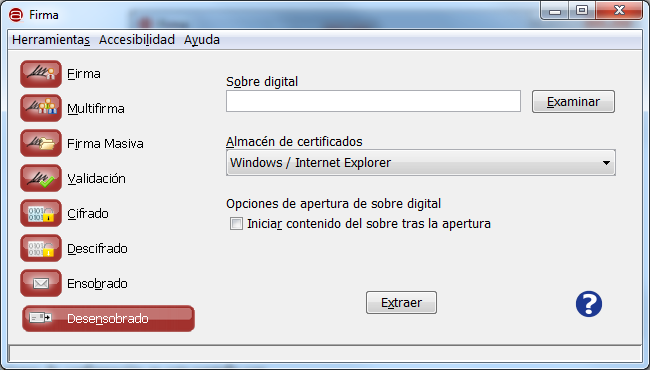 Firma
Herramientas Accesibilidad Ayuda
Firma
Multifirma
Firma Masiva
Validación
Cifrado
Descifrado
Ensobrado
Desensobrado
Sobre digital
Examinar
Almacén de certificados
Windows / Internet Explorer
Opciones de apertura de sobre digital
Iniciar contenido del sobre tras la apertura
Extraer
?